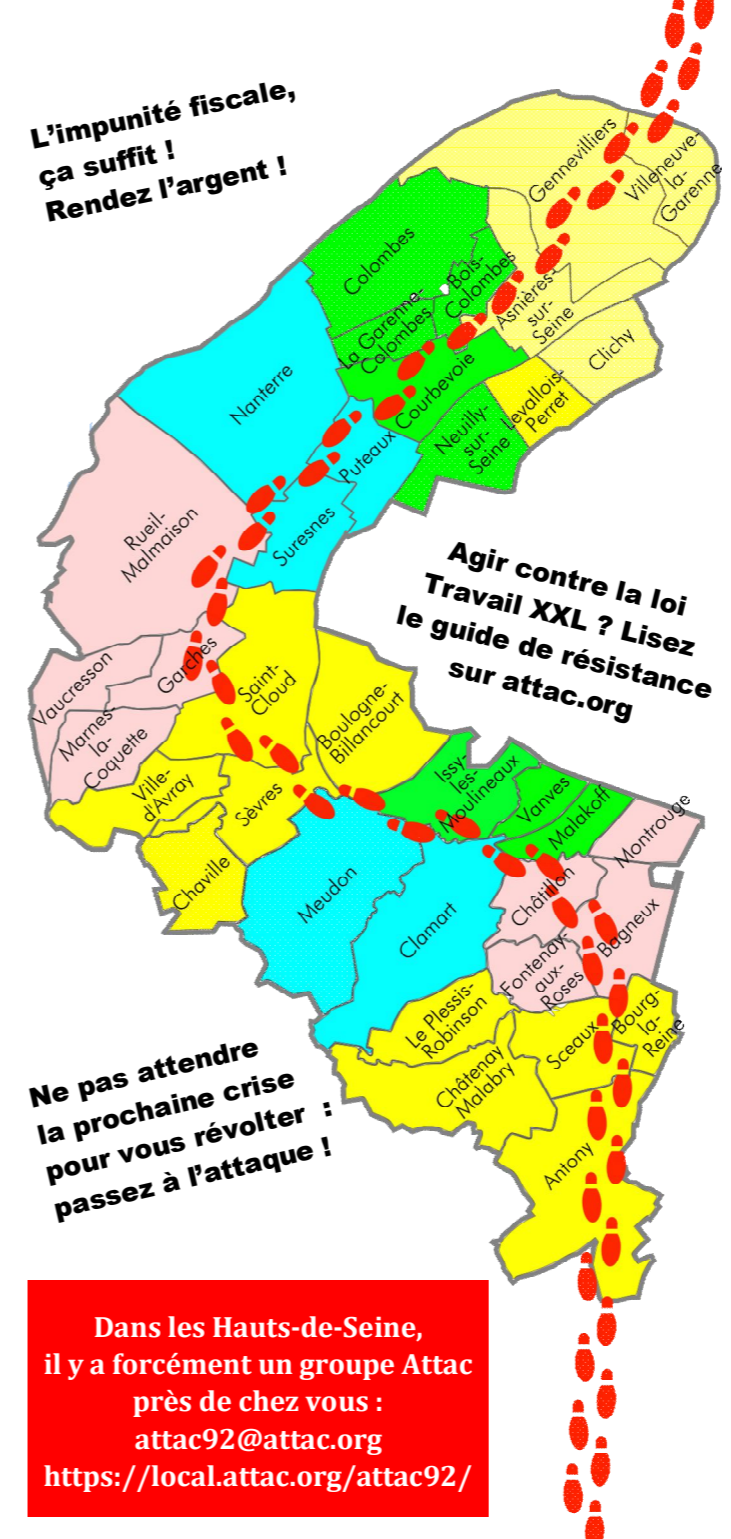 L'impunité fiscale,
ça suffit !
Rendez l'argent !
Gennevilliers
Villeneuve-
la-
Garenne
Colombes
Bois-
Colombes
Asnières-
sur-
Seine
La Garenne-
Colombes
Clichy
Courbevoie
Levallois-
Perret
Nanterre
Neuilly-
sur-
Seine
Puteaux
Rueil-
Malmaison
Suresnes
Agir contre la loi
Travail XXL ? Lisez
le guide de résistance
sur attac.org
Garches
Vaucresson
Saint-
Cloud
Marnes-
la-
Coquette
Boulogne-
Billancourt
Ville-
d'Avray
Sèvres
Issy-
les-
Moulineaux
Vanves
Malakoff
Montrouge
Chaville
Meudon
Clamart
Châtillon
Bagneux
Fontenay-
aux-
Roses
Le Plessis-
Robinson
Sceaux
Bourg-
la-
Reine
Châtenay
Malabry
Antony
Ne pas attendre
la prochaine crise
pour vous révolter :
passez à l'attaque !
Dans les Hauts-de-Seine,
il y a forcément un groupe Attac
près de chez vous :
attac92@attac.org
https://local.attac.org/attac92/